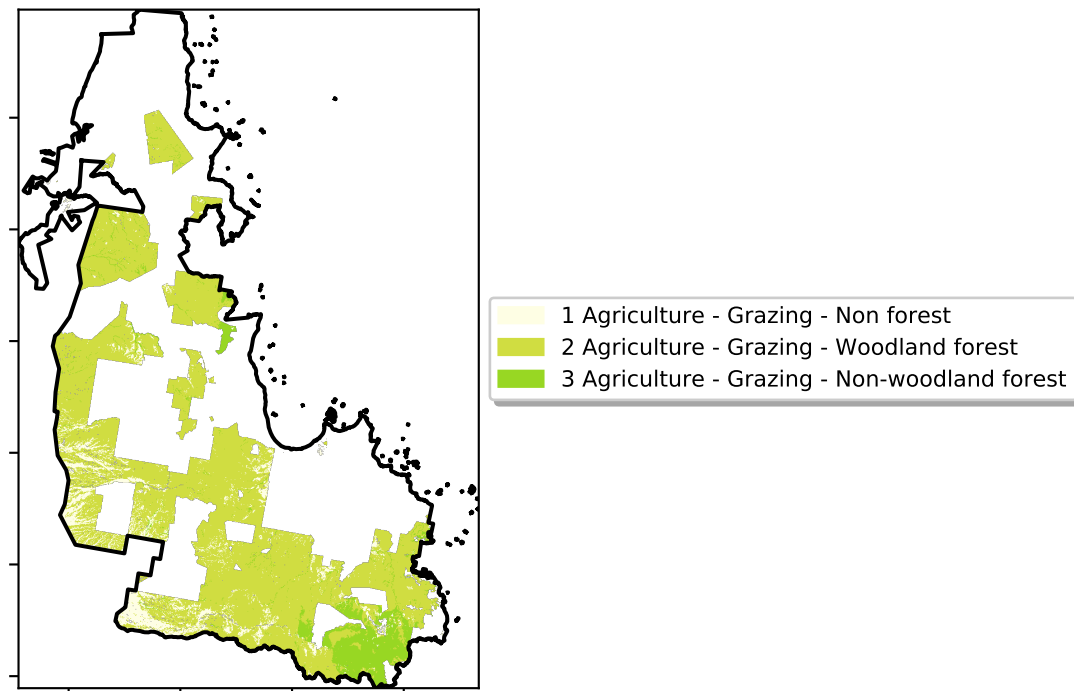 1 Agriculture - Grazing - Non forest
2 Agriculture - Grazing - Woodland forest
3 Agriculture - Grazing - Non-woodland forest